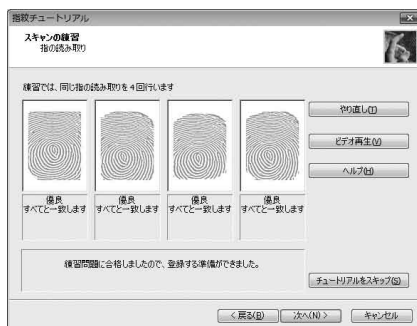 指紋チュートリアル
スキャンの練習
指の読み取り
練習では、同じ指の読み取りを4回行います
やり直し(T)
ビデオ再生(V)
ヘルプ(H)
優良 優良 優良 優良
すべてと一致します すべてと一致します すべてと一致します すべてと一致します
練習問題に合格しましたので、登録する準備ができました。
チュートリアルをスキップ(S)
< 戻る(B) 次へ(N) > キャンセル